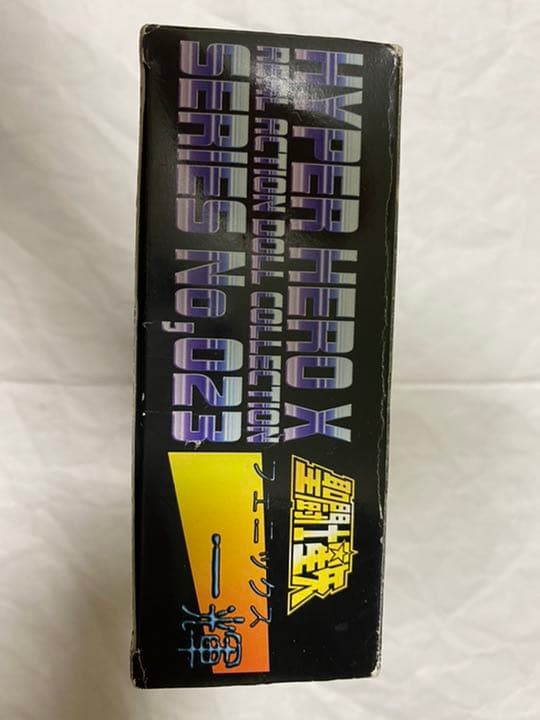 HYPER HERO X
REAL ACTION DOLL COLLECTION
SERIES No,023
聖闘士星矢
フェニックス
一輝